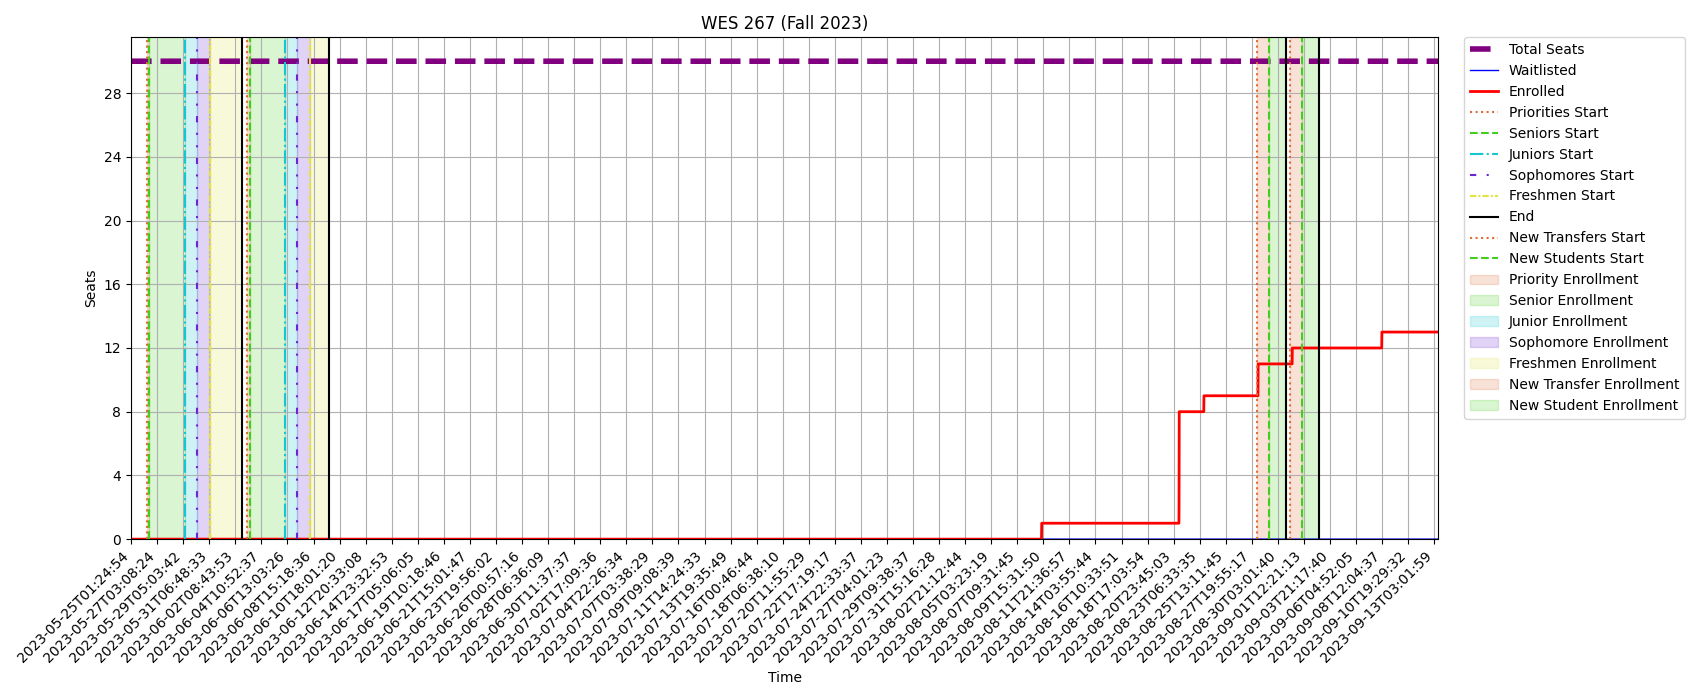 WES 267 (Fall 2023)
Seats
28
24
20
16
12
8
4
0
2023-05-25T01:24:54
2023-05-27T03:08:24
2023-05-29T05:03:42
2023-05-31T06:48:33
2023-06-02T08:43:53
2023-06-04T10:52:37
2023-06-06T13:03:26
2023-06-08T15:18:36
2023-06-10T18:01:20
2023-06-12T20:33:08
2023-06-14T23:32:53
2023-06-17T05:06:05
2023-06-19T10:18:46
2023-06-21T15:01:47
2023-06-23T19:56:02
2023-06-26T00:57:16
2023-06-28T06:36:09
2023-06-30T11:37:37
2023-07-02T17:09:36
2023-07-04T22:26:34
2023-07-07T03:38:29
2023-07-09T09:08:39
2023-07-11T14:24:33
2023-07-13T19:35:49
2023-07-16T00:46:44
2023-07-18T06:38:10
2023-07-20T11:55:29
2023-07-22T17:19:17
2023-07-24T22:33:37
2023-07-27T04:01:23
2023-07-29T09:38:37
2023-07-31T15:16:28
2023-08-02T21:12:44
2023-08-05T03:23:19
2023-08-07T09:31:45
2023-08-09T15:31:50
2023-08-11T21:36:57
2023-08-14T03:55:44
2023-08-16T10:33:51
2023-08-18T17:03:54
2023-08-20T23:45:03
2023-08-23T06:33:35
2023-08-25T13:11:45
2023-08-27T19:55:17
2023-08-30T03:01:40
2023-09-01T12:21:13
2023-09-03T21:17:40
2023-09-06T04:52:05
2023-09-08T12:04:37
2023-09-10T19:29:32
2023-09-13T03:01:59
Time
Total Seats
Waitlisted
Enrolled
Priorities Start
Seniors Start
Juniors Start
Sophomores Start
Freshmen Start
End
New Transfers Start
New Students Start
Priority Enrollment
Senior Enrollment
Junior Enrollment
Sophomore Enrollment
Freshmen Enrollment
New Transfer Enrollment
New Student Enrollment